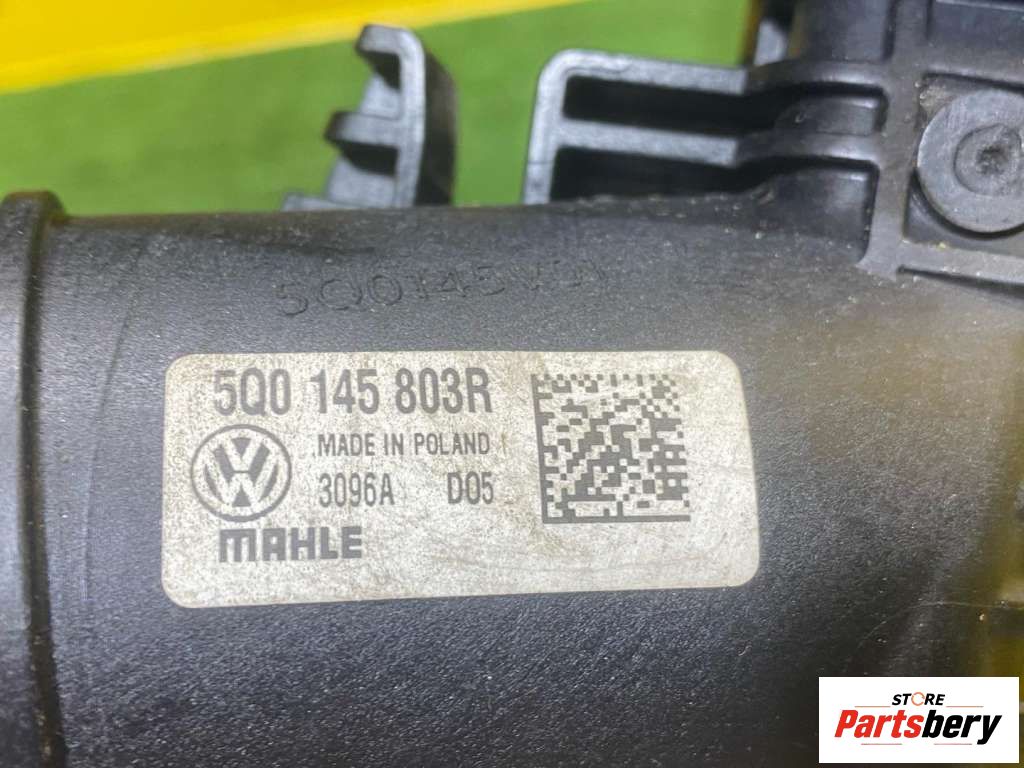 5Q0 145 803R
MADE IN POLAND
3096A D05
MAHLE
STORE
Partsbery